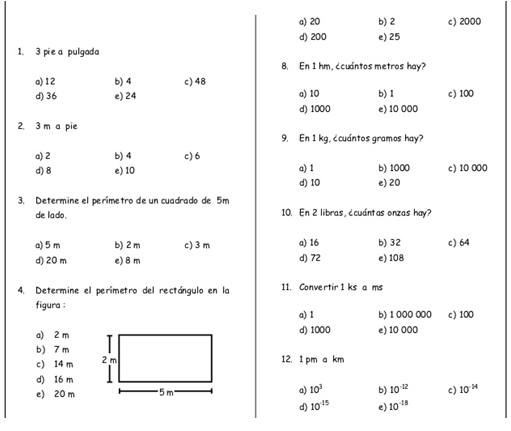 1. 3 pie a pulgada
a) 12 b) 4 c) 48
d) 36 e) 24
2. 3 m a pie
a) 2 b) 4 c) 6
d) 8 e) 10
3. Determine el perímetro de un cuadrado de 5m
de lado.
a) 5 m b) 2 m c) 3 m
d) 20 m e) 8 m
4. Determine el perímetro del rectángulo en la
figura :
a) 2 m
b) 7 m
c) 14 m
d) 16 m
e) 20 m
2 m
5 m
a) 20 b) 2 c) 2000
d) 200 e) 25
8. En 1 hm, ¿cuántos metros hay?
a) 10 b) 1 c) 100
d) 1000 e) 10 000
9. En 1 kg, ¿cuántos gramos hay?
a) 1 b) 1000 c) 10 000
d) 10 e) 20
10. En 2 libras, ¿cuántas onzas hay?
a) 16 b) 32 c) 64
d) 72 e) 108
11. Convertir 1 ks a ms
a) 1 b) 1 000 000 c) 100
d) 1000 e) 10 000
12. 1 pm a km
a) 10³ b) 10⁻¹² c) 10⁻¹⁴
d) 10⁻¹⁵ e) 10⁻¹⁸